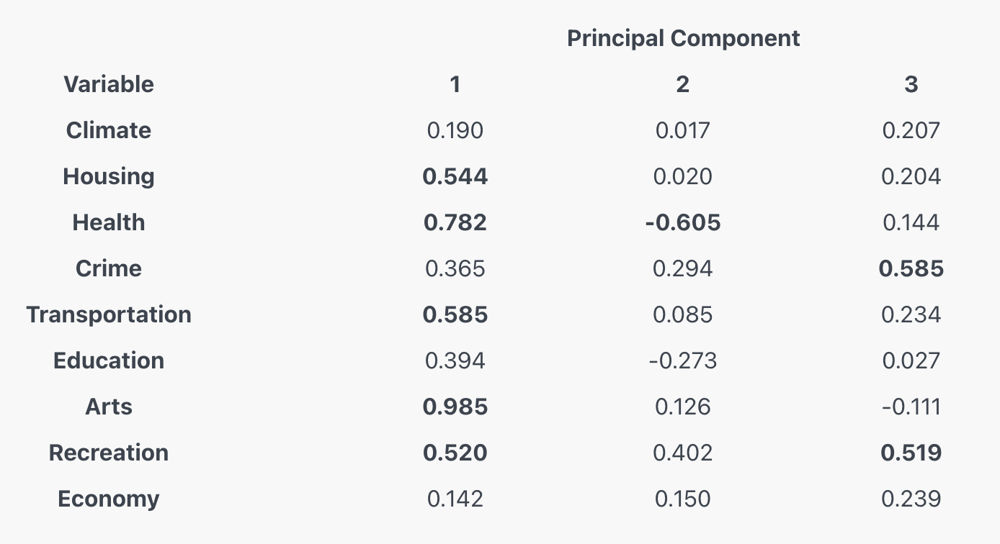 Principal Component
Variable 1 2 3
Climate 0.190 0.017 0.207
Housing 0.544 0.020 0.204
Health 0.782 -0.605 0.144
Crime 0.365 0.294 0.585
Transportation 0.585 0.085 0.234
Education 0.394 -0.273 0.027
Arts 0.985 0.126 -0.111
Recreation 0.520 0.402 0.519
Economy 0.142 0.150 0.239